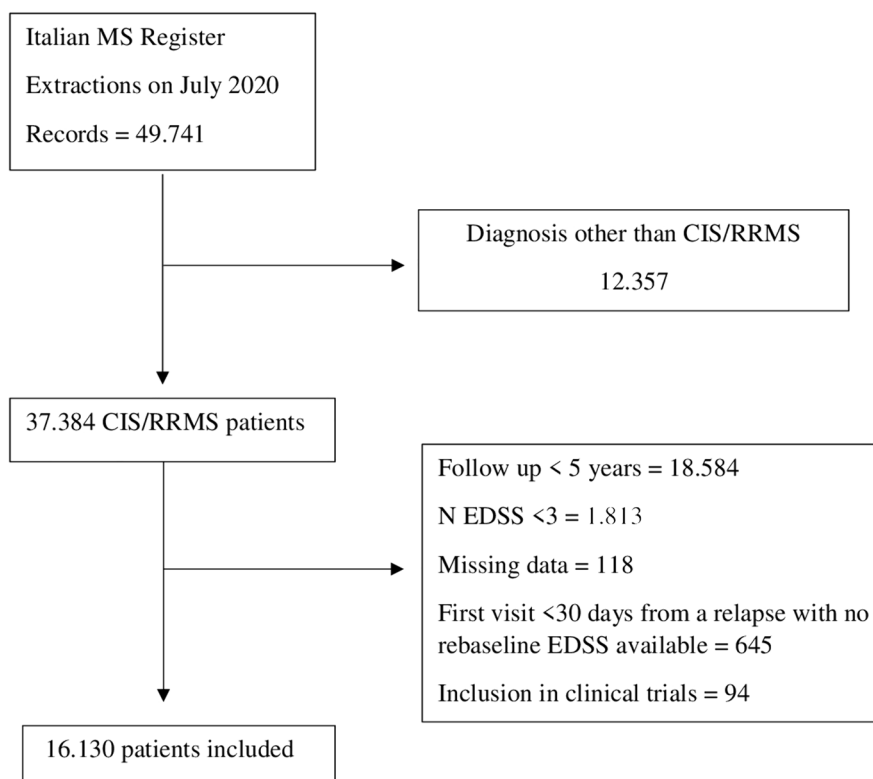 Italian MS Register
Extractions on July 2020
Records = 49.741
Diagnosis other than CIS/RRMS
12.357
37.384 CIS/RRMS patients
Follow up < 5 years = 18.584
N EDSS <3 = 1.813
Missing data = 118
First visit <30 days from a relapse with no
rebaseline EDSS available = 645
Inclusion in clinical trials = 94
16.130 patients included